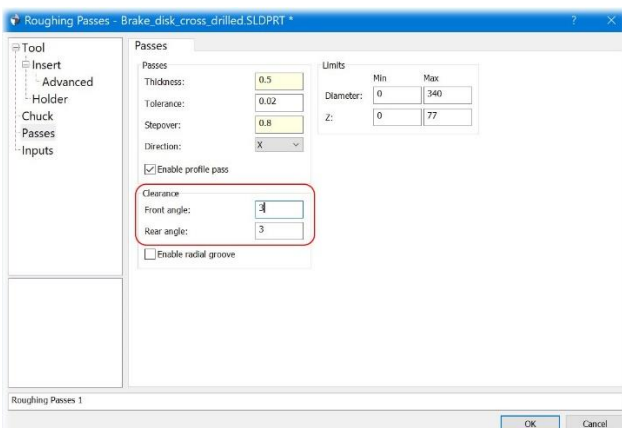 Roughing Passes - Brake_disk_cross_drilled.SLDPRT *
? ×
Tool
Insert
Advanced
Holder
Chuck
Passes
Inputs
Passes
Passes
Thickness: 0.5
Tolerance: 0.02
Stepover: 0.8
Direction: X
Enable profile pass
Clearance
Front angle: 3
Rear angle: 3
Enable radial groove
Limits
Min Max
Diameter: 0 340
Z: 0 77
Roughing Passes 1
OK Cancel